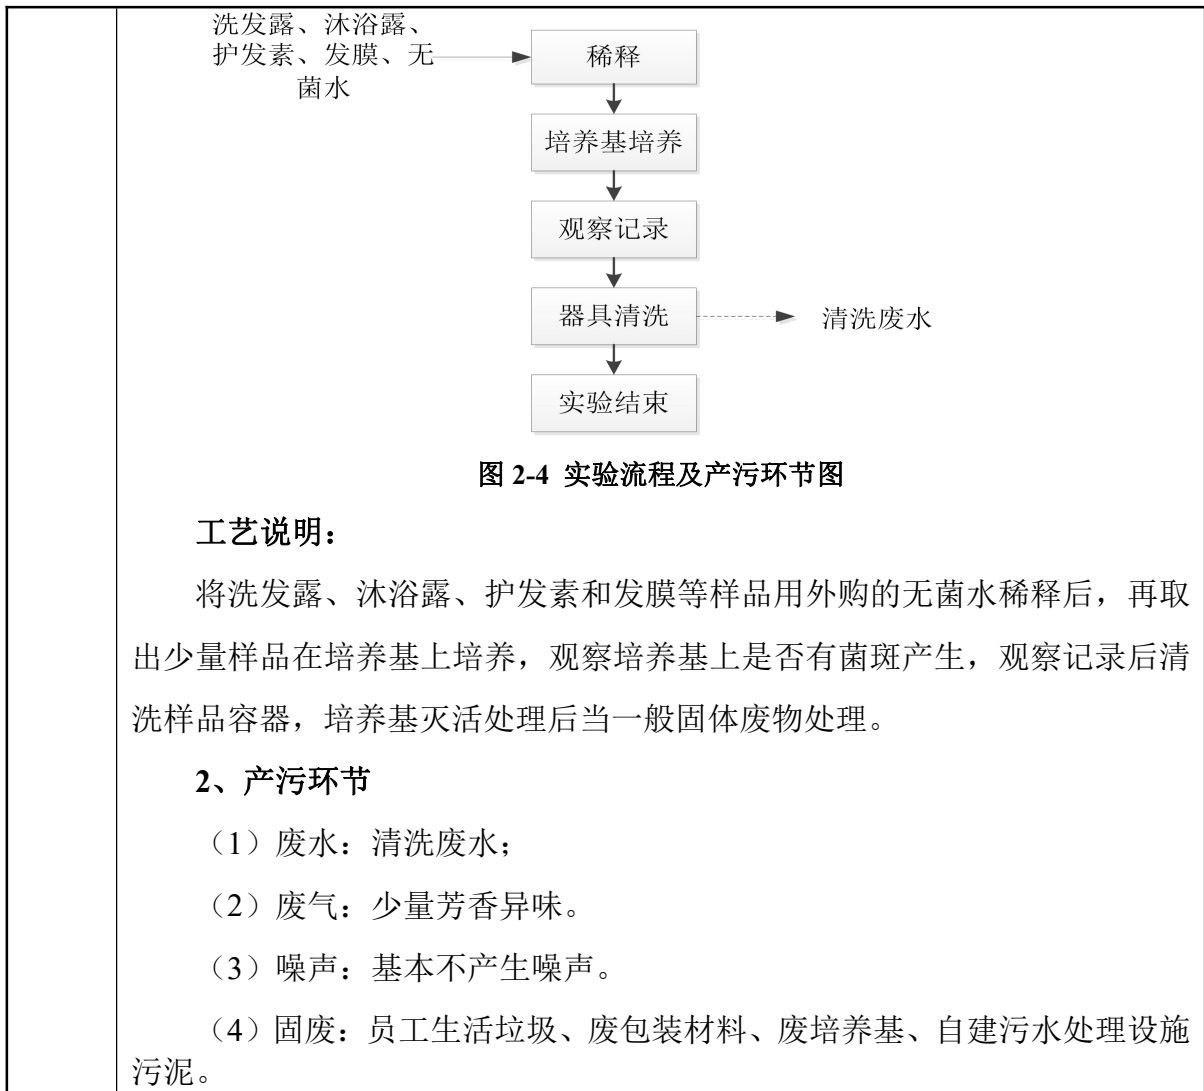 洗发露、沐浴露、
护发素、发膜、无
菌水
稀释
培养基培养
观察记录
器具清洗
清洗废水
实验结束
图 2-4 实验流程及产污环节图
工艺说明：
将洗发露、沐浴露、护发素和发膜等样品用外购的无菌水稀释后，再取
出少量样品在培养基上培养，观察培养基上是否有菌斑产生，观察记录后清
洗样品容器，培养基灭活处理后当一般固体废物处理。
2、产污环节
（1）废水：清洗废水；
（2）废气：少量芳香异味。
（3）噪声：基本不产生噪声。
（4）固废：员工生活垃圾、废包装材料、废培养基、自建污水处理设施
污泥。